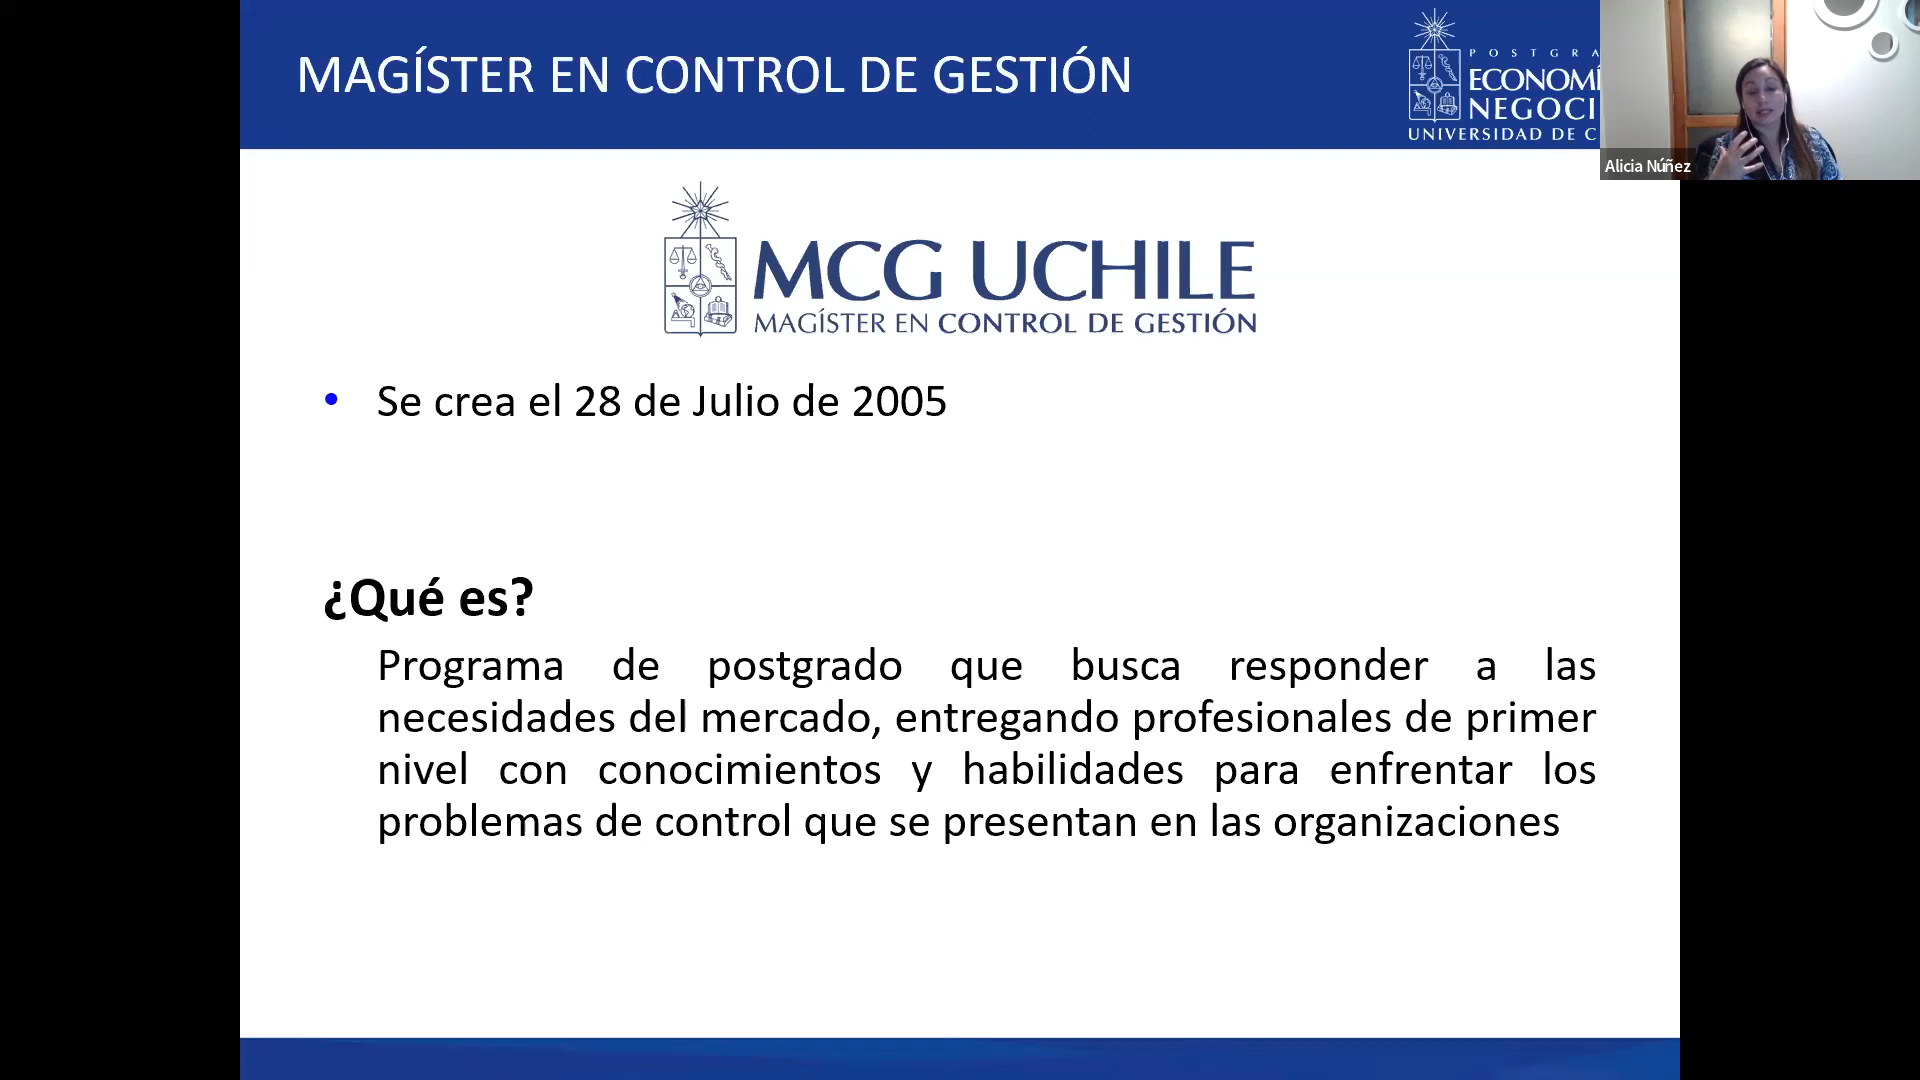 MAGÍSTER EN CONTROL DE GESTIÓN
POSTGRA
ECONOMÍ
NEGOCI
UNIVERSIDAD DE C
Alicia Núñez
MCG UCHILE
MAGÍSTER EN CONTROL DE GESTIÓN
• Se crea el 28 de Julio de 2005
¿Qué es?
Programa de postgrado que busca responder a las
necesidades del mercado, entregando profesionales de primer
nivel con conocimientos y habilidades para enfrentar los
problemas de control que se presentan en las organizaciones